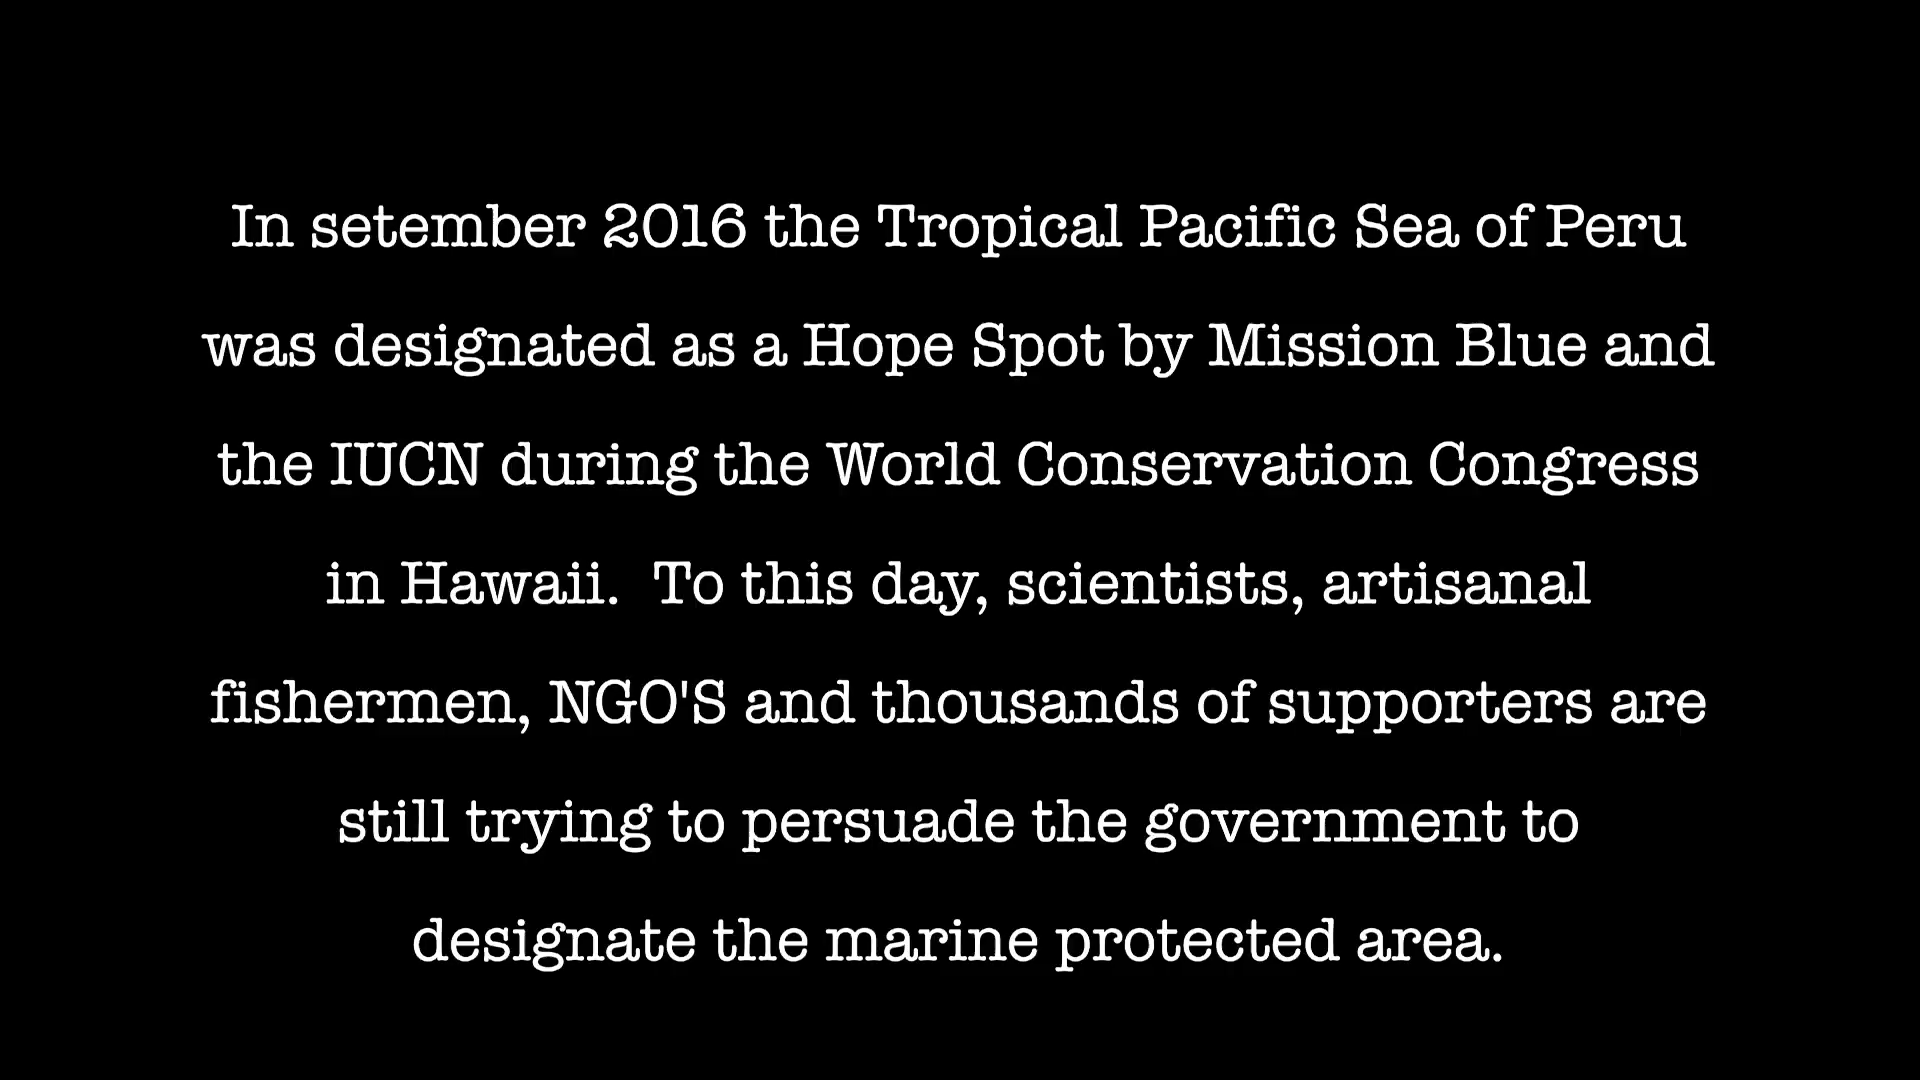 In setember 2016 the Tropical Pacific Sea of Peru
was designated as a Hope Spot by Mission Blue and
the IUCN during the World Conservation Congress
in Hawaii.  To this day, scientists, artisanal
fishermen, NGO'S and thousands of supporters are
still trying to persuade the government to
designate the marine protected area.